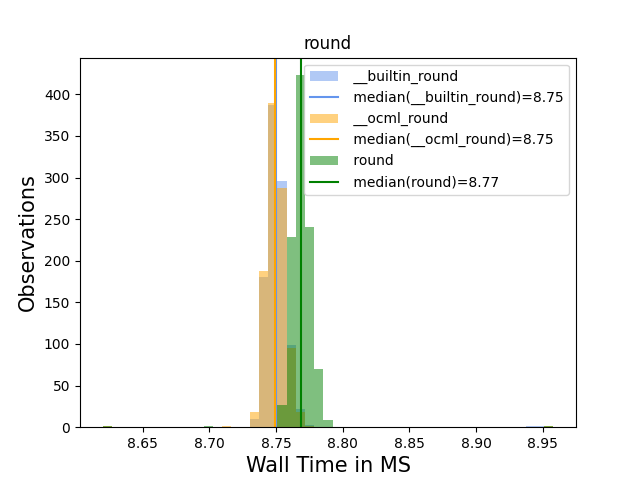 round
__builtin_round
median(__builtin_round)=8.75
__ocml_round
median(__ocml_round)=8.75
round
median(round)=8.77
Observations
400
350
300
250
200
150
100
50
0
8.65 8.70 8.75 8.80 8.85 8.90 8.95
Wall Time in MS